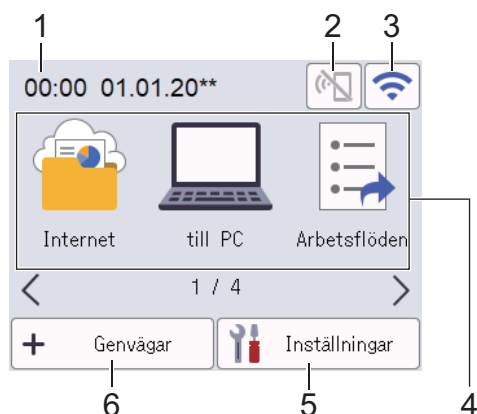 1 2 3
00:00 01.01.20**
Internet till PC Arbetsflöden
1 / 4
+ Genvägar Inställningar
6 5 4